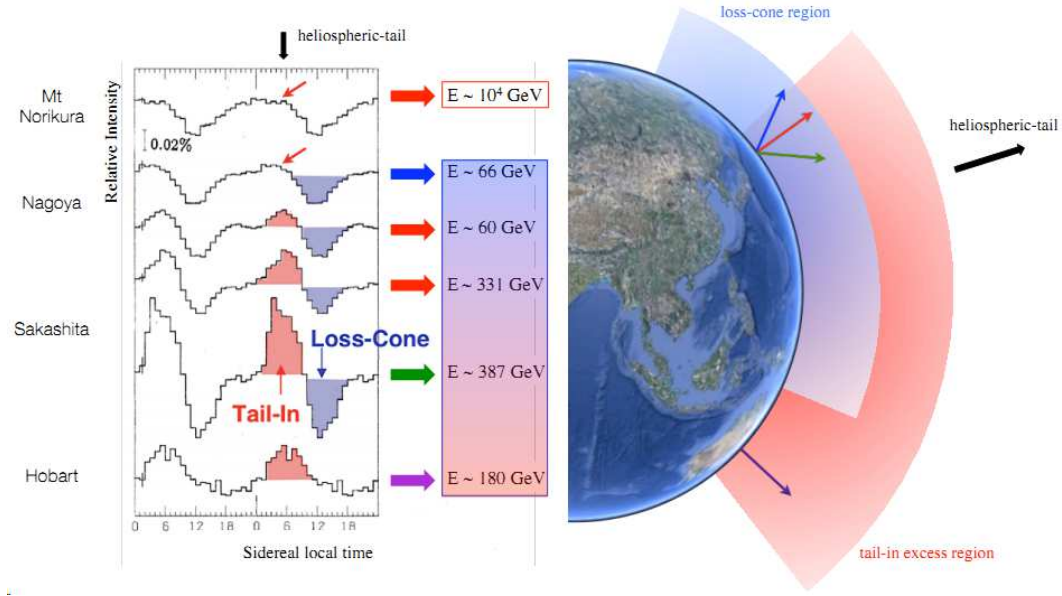 heliospheric-tail
Mt
Norikura
Nagoya
Sakashita
Hobart
Relative Intensity
0.02%
E ~ 10⁴ GeV
E ~ 66 GeV
E ~ 60 GeV
E ~ 331 GeV
E ~ 387 GeV
E ~ 180 GeV
Loss-Cone
Tail-In
0 6 12 18 0 6 12 18
Sidereal local time
loss-cone region
heliospheric-tail
tail-in excess region